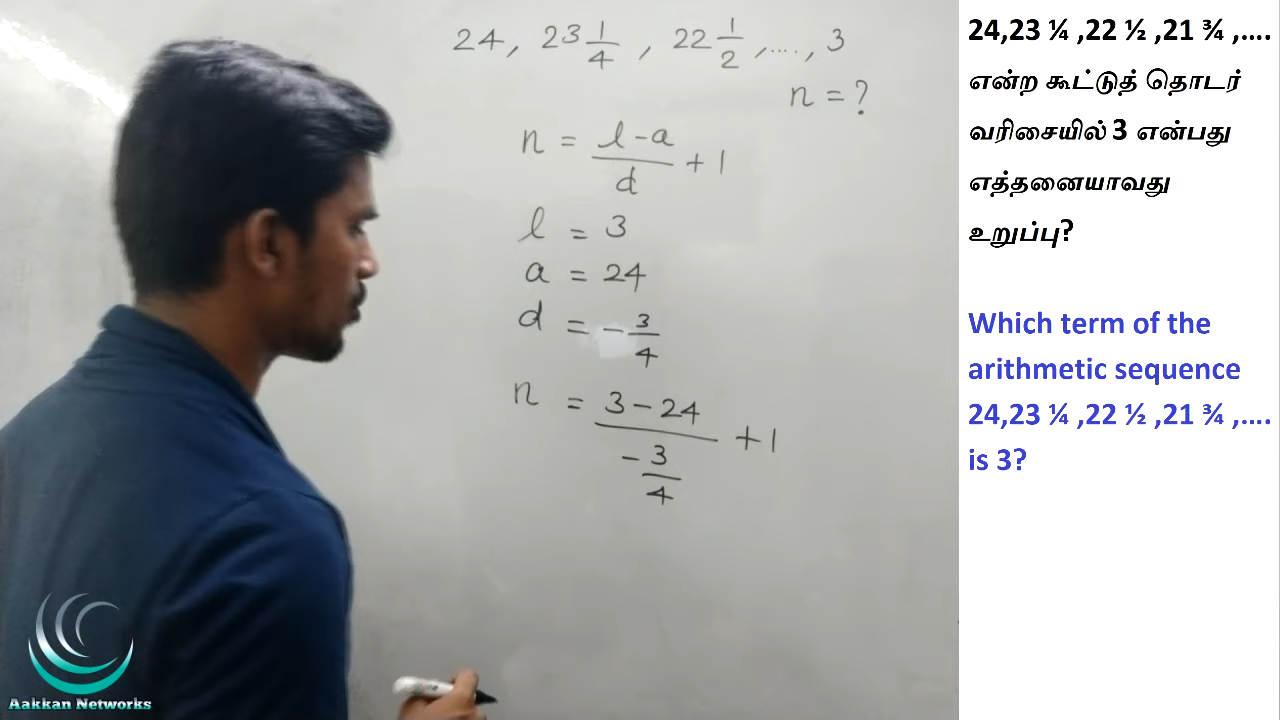 24, 23 1/4, 22 1/2, ...., 3
n = ?
n = l - a / d + 1
l = 3
a = 24
d = - 3/4
n = 3 - 24 / - 3/4 + 1
24,23 ¼ ,22 ½ ,21 ¾ ,....
என்ற கூட்டுத் தொடர்
வரிசையில் 3 என்பது
எத்தனையாவது
உறுப்பு?
Which term of the
arithmetic sequence
24,23 ¼ ,22 ½ ,21 ¾ ,....
is 3?
Aakkan Networks